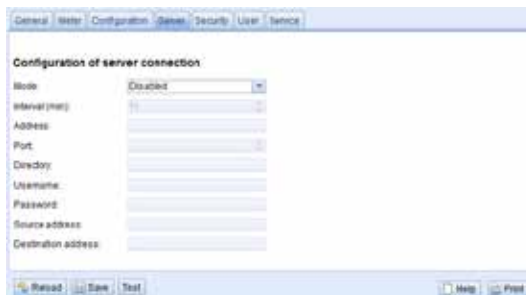 General Meter Configuration Server Security User Service
Configuration of server connection
Mode Disabled
Interval (min):
Address:
Port:
Directory:
Username:
Password:
Source address:
Destination address:
Reload Save Test Help Print